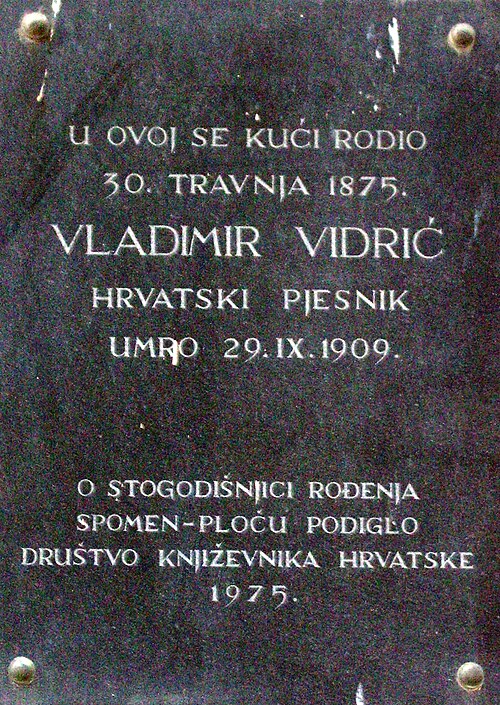 U OVOJ SE KUĆI RODIO
30. TRAVNJA 1875.
VLADIMIR VIDRIĆ
HRVATSKI PJESNIK
UMRO 29.IX.1909.
O STOGODIŠNJICI ROĐENJA
SPOMEN-PLOČU PODIGLO
DRUŠTVO KNJIŽEVNIKA HRVATSKE
1975.